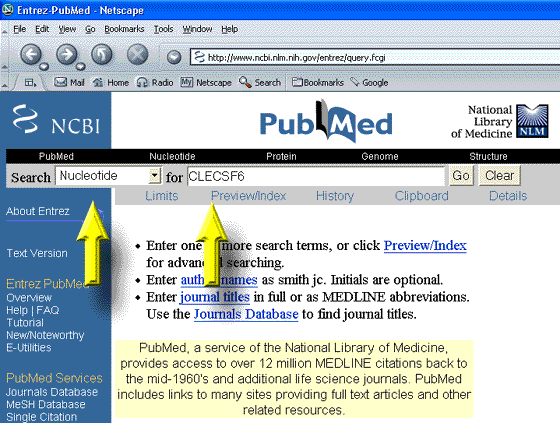 Entrez-PubMed - Netscape
File Edit View Go Bookmarks Tools Window Help
http://www.ncbi.nlm.nih.gov/entrez/query.fcgi
Mail Home Radio Netscape Search Bookmarks Google
NCBI PubMed National Library of Medicine NLM
PubMed Nucleotide Protein Genome Structure
Search Nucleotide for CLECSF6 Go Clear
Limits Preview/Index History Clipboard Details
About Entrez
Text Version
Entrez PubMed
Overview
Help | FAQ
Tutorial
New/Noteworthy
E-Utilities
PubMed Services
Journals Database
MeSH Database
Single Citation
• Enter one or more search terms, or click Preview/Index
for advanced searching.
• Enter author names as smith jc. Initials are optional.
• Enter journal titles in full or as MEDLINE abbreviations.
Use the Journals Database to find journal titles.
PubMed, a service of the National Library of Medicine,
provides access to over 12 million MEDLINE citations back to
the mid-1960's and additional life science journals. PubMed
includes links to many sites providing full text articles and other
related resources.